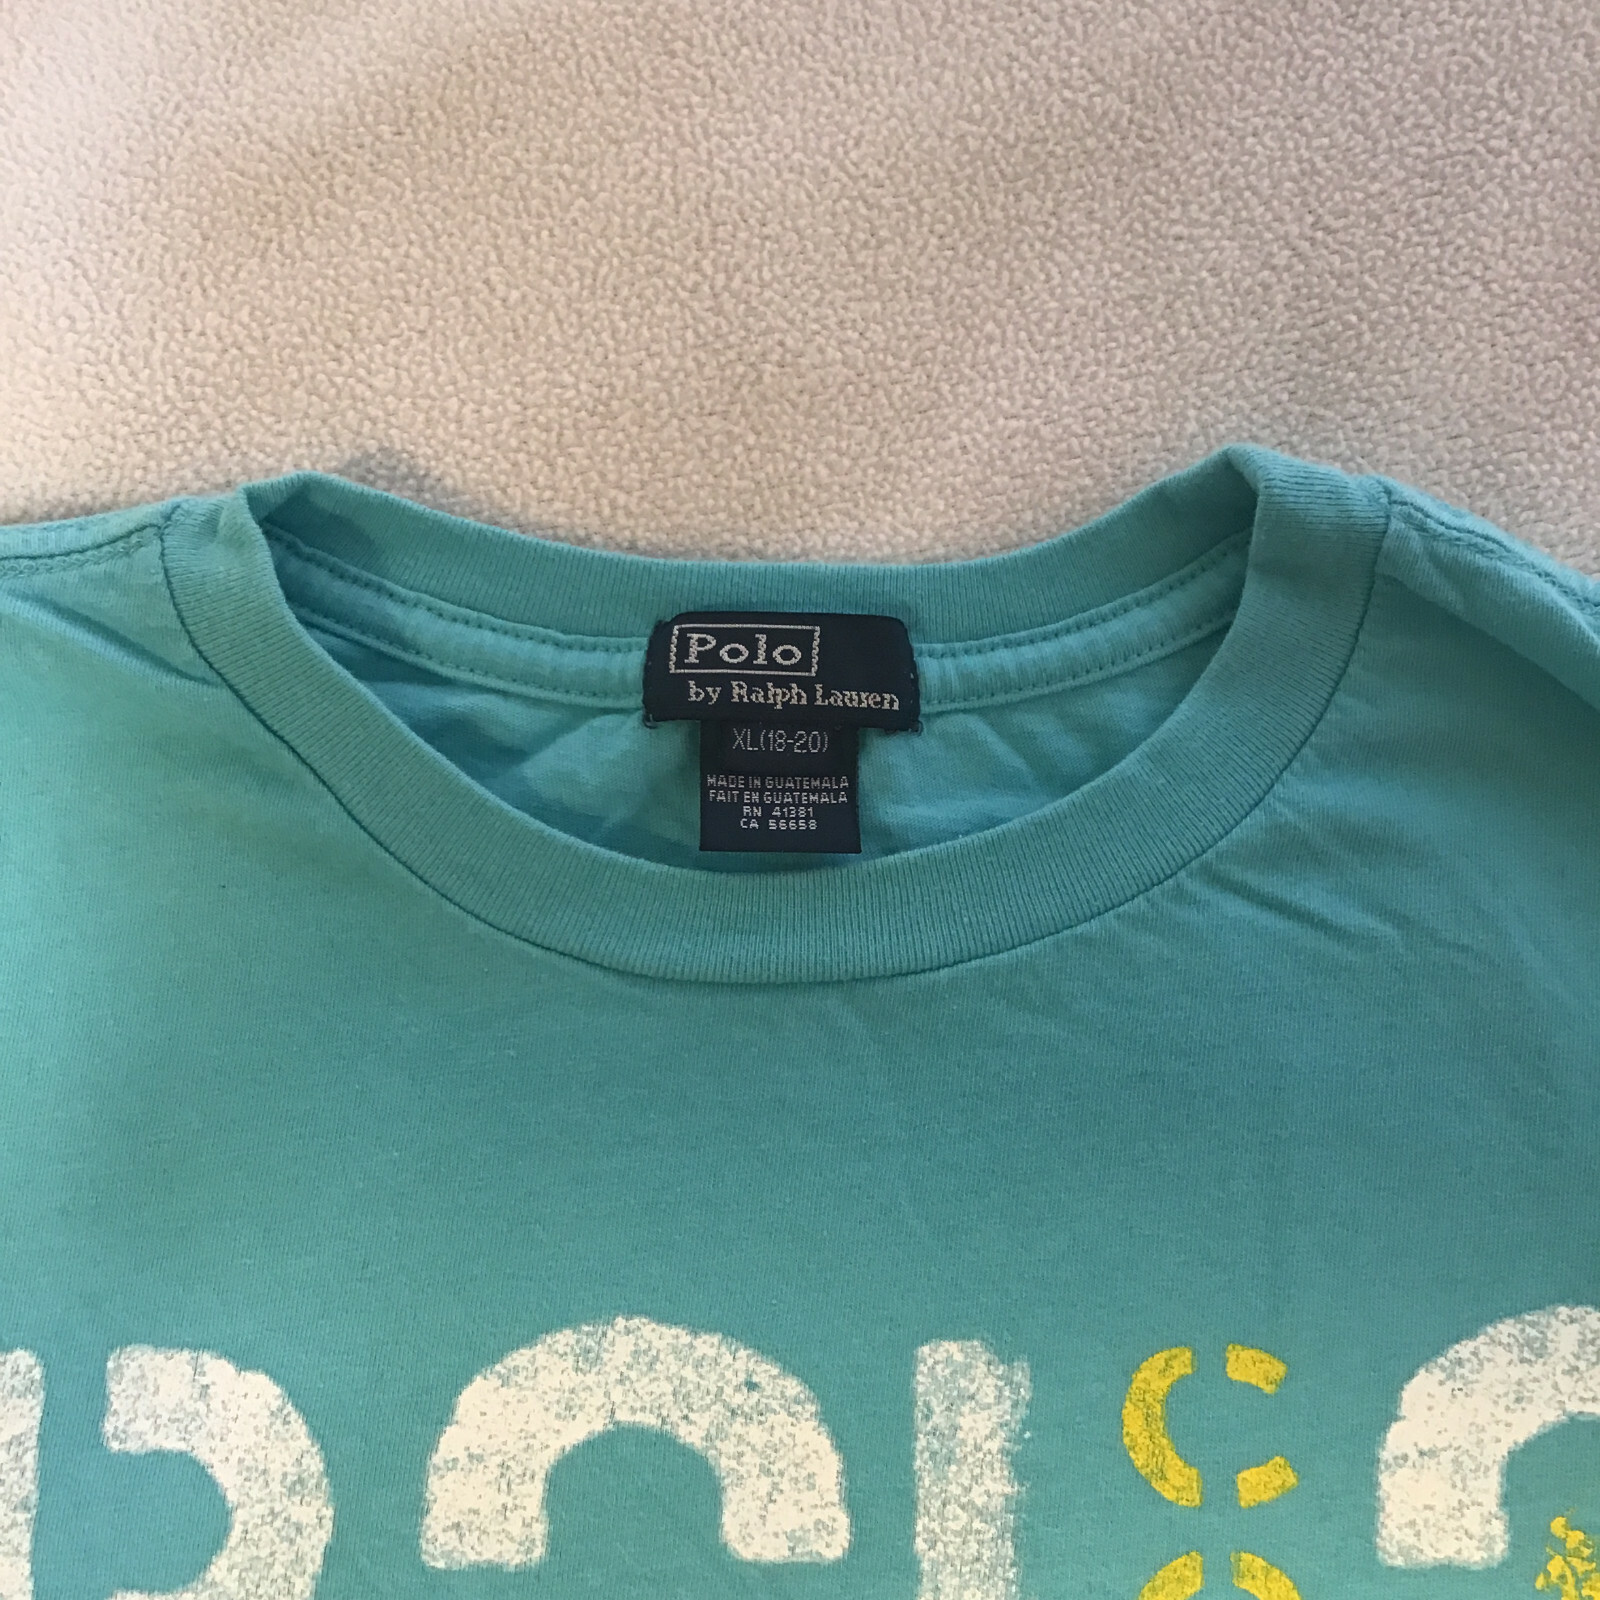 Polo
by Ralph Lauren
XL(18-20)
MADE IN GUATEMALA
FAIT EN GUATEMALA
RN 41381
CA 56658